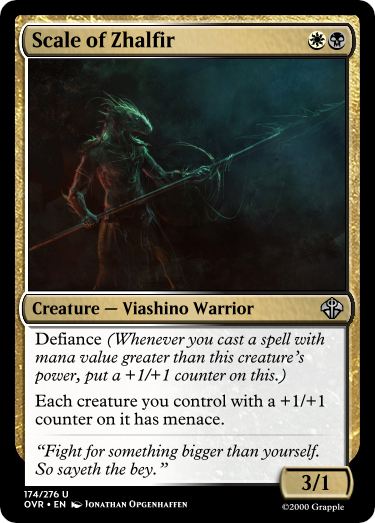 Scale of Zhalfir
Creature — Viashino Warrior
Defiance (Whenever you cast a spell with
mana value greater than this creature's
power, put a +1/+1 counter on this.)
Each creature you control with a +1/+1
counter on it has menace.
“Fight for something bigger than yourself.
So sayeth the bey.”
3/1
174/276 U
OVR • EN Jonathan Opgenhaffen
©2000 Grapple